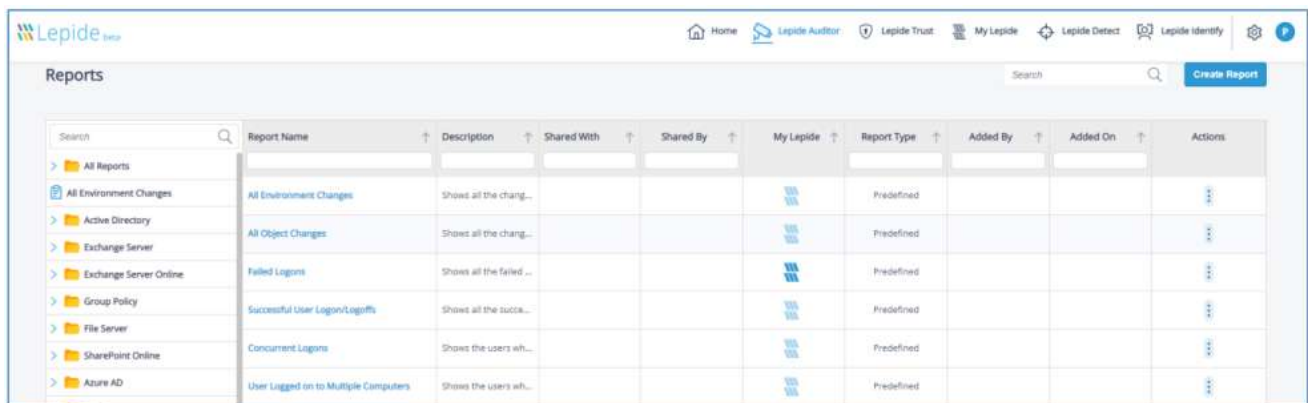 Lepide beta
Home Lepide Auditor Lepide Trust My Lepide Lepide Detect Lepide Identify P
Reports
Search
Create Report
Search
Report Name Description Shared With Shared By My Lepide Report Type Added By Added On Actions
All Reports
All Environment Changes
Active Directory
Exchange Server
Exchange Server Online
Group Policy
File Server
SharePoint Online
Azure AD
All Environment Changes Shows all the chang... Predefined
All Object Changes Shows all the chang... Predefined
Failed Logons Shows all the failed ... Predefined
Successful User Logon/Logoffs Shows all the succe... Predefined
Concurrent Logons Shows the users wh... Predefined
User Logged on to Multiple Computers Shows the users wh... Predefined